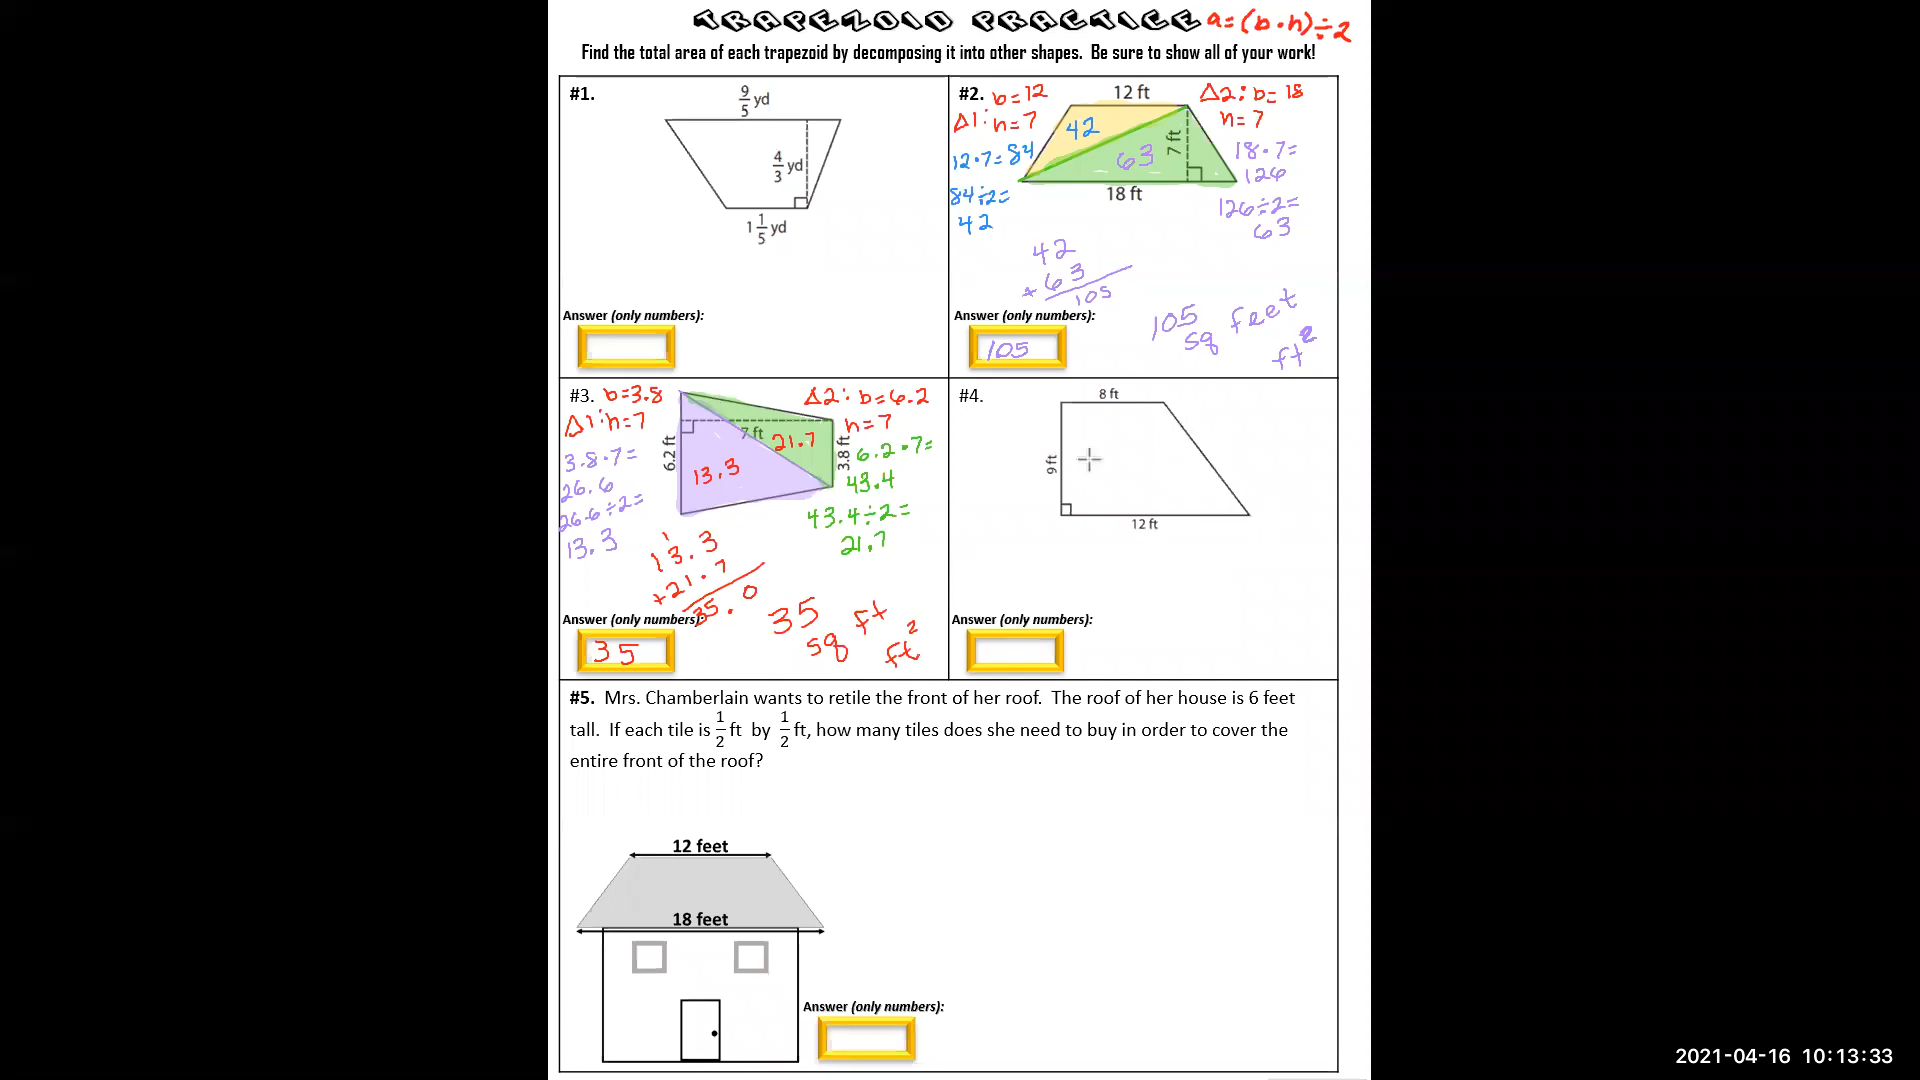 TRAPEZOID PRACTICE a=(b·h)÷2
Find the total area of each trapezoid by decomposing it into other shapes. Be sure to show all of your work!
#1.
9/5 yd
4/3 yd
1 1/5 yd
Answer (only numbers):
#2. b=12
Δ1: h=7
12·7=84
84÷2=
42
12 ft
42
63
7 ft
18 ft
Δ2: b=18
h=7
18·7=
126
126÷2=
63
42
+63
105
105 sq feet
ft²
Answer (only numbers):
105
#3. b=3.8
Δ1: h=7
3.8·7=
26.6
26.6÷2=
13.3
6.2 ft
7 ft
3.8 ft
13.3
21.7
Δ2: b=6.2
h=7
6.2·7=
43.4
43.4÷2=
21.7
1
13.3
+21.7
35.0
35 sq ft
ft²
Answer (only numbers):
35
#4.
8 ft
9 ft
12 ft
Answer (only numbers):
#5. Mrs. Chamberlain wants to retile the front of her roof. The roof of her house is 6 feet
tall. If each tile is 1/2 ft by 1/2 ft, how many tiles does she need to buy in order to cover the
entire front of the roof?
12 feet
18 feet
Answer (only numbers):
2021-04-16 10:13:33